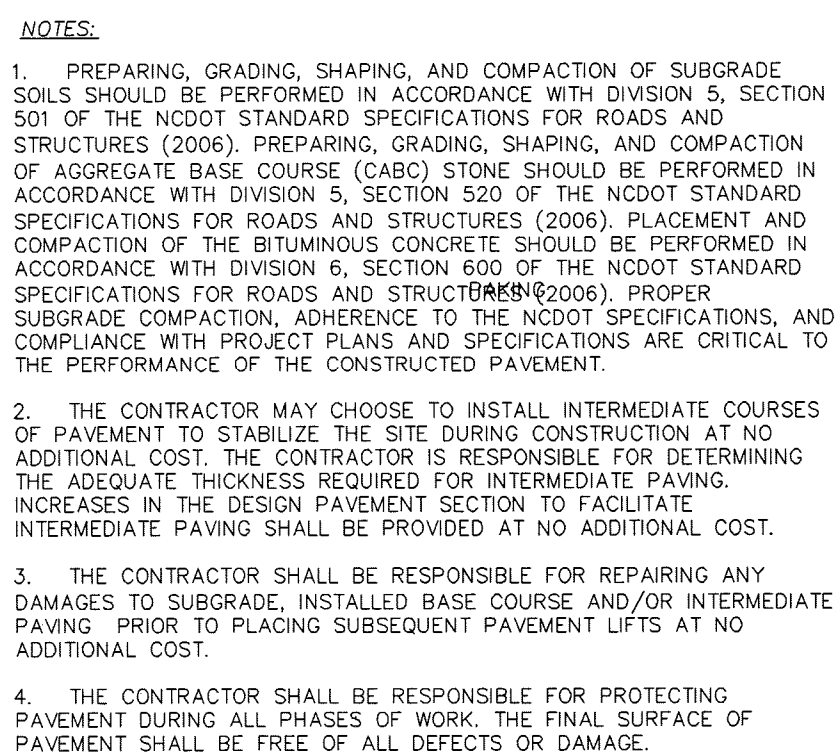 NOTES:
1. PREPARING, GRADING, SHAPING, AND COMPACTION OF SUBGRADE
SOILS SHOULD BE PERFORMED IN ACCORDANCE WITH DIVISION 5, SECTION
501 OF THE NCDOT STANDARD SPECIFICATIONS FOR ROADS AND
STRUCTURES (2006). PREPARING, GRADING, SHAPING, AND COMPACTION
OF AGGREGATE BASE COURSE (CABC) STONE SHOULD BE PERFORMED IN
ACCORDANCE WITH DIVISION 5, SECTION 520 OF THE NCDOT STANDARD
SPECIFICATIONS FOR ROADS AND STRUCTURES (2006). PLACEMENT AND
COMPACTION OF THE BITUMINOUS CONCRETE SHOULD BE PERFORMED IN
ACCORDANCE WITH DIVISION 6, SECTION 600 OF THE NCDOT STANDARD
PAKING
SPECIFICATIONS FOR ROADS AND STRUCTURES (2006). PROPER
SUBGRADE COMPACTION, ADHERENCE TO THE NCDOT SPECIFICATIONS, AND
COMPLIANCE WITH PROJECT PLANS AND SPECIFICATIONS ARE CRITICAL TO
THE PERFORMANCE OF THE CONSTRUCTED PAVEMENT.
2. THE CONTRACTOR MAY CHOOSE TO INSTALL INTERMEDIATE COURSES
OF PAVEMENT TO STABILIZE THE SITE DURING CONSTRUCTION AT NO
ADDITIONAL COST. THE CONTRACTOR IS RESPONSIBLE FOR DETERMINING
THE ADEQUATE THICKNESS REQUIRED FOR INTERMEDIATE PAVING.
INCREASES IN THE DESIGN PAVEMENT SECTION TO FACILITATE
INTERMEDIATE PAVING SHALL BE PROVIDED AT NO ADDITIONAL COST.
3. THE CONTRACTOR SHALL BE RESPONSIBLE FOR REPAIRING ANY
DAMAGES TO SUBGRADE, INSTALLED BASE COURSE AND/OR INTERMEDIATE
PAVING PRIOR TO PLACING SUBSEQUENT PAVEMENT LIFTS AT NO
ADDITIONAL COST.
4. THE CONTRACTOR SHALL BE RESPONSIBLE FOR PROTECTING
PAVEMENT DURING ALL PHASES OF WORK. THE FINAL SURFACE OF
PAVEMENT SHALL BE FREE OF ALL DEFECTS OR DAMAGE.